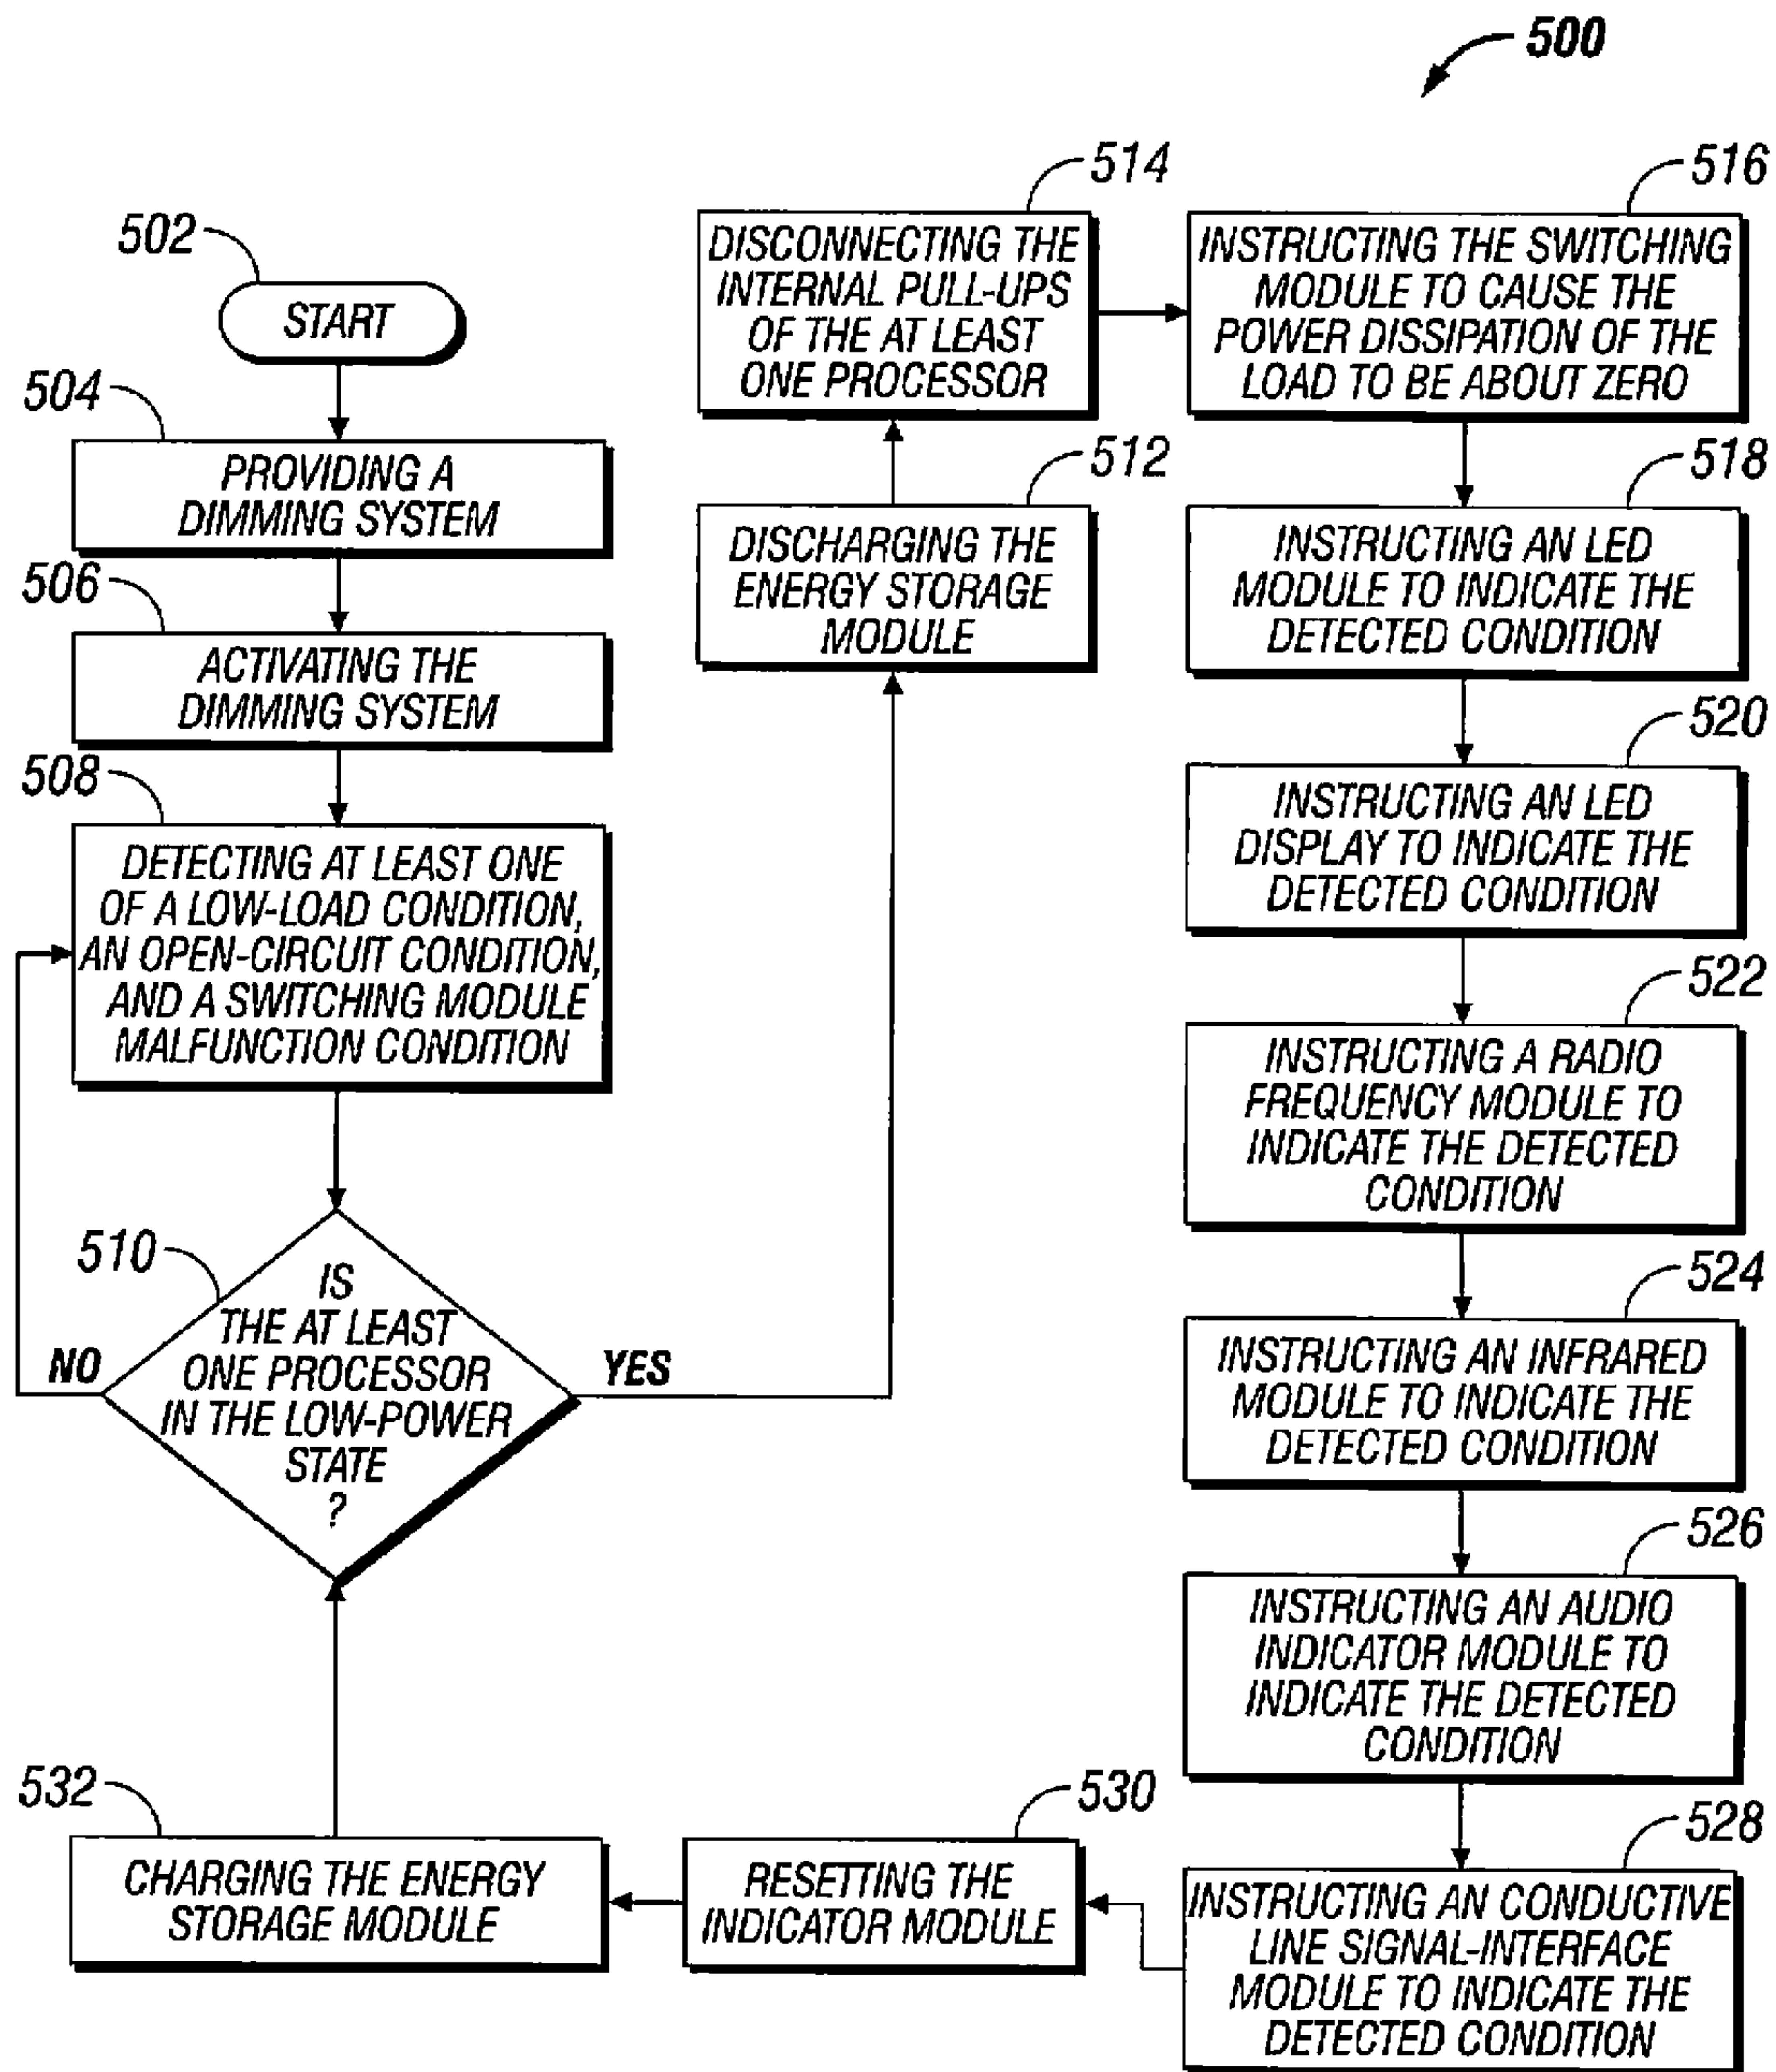 500
502
START
504
PROVIDING A
DIMMING SYSTEM
506
ACTIVATING THE
DIMMING SYSTEM
508
DETECTING AT LEAST ONE
OF A LOW-LOAD CONDITION,
AN OPEN-CIRCUIT CONDITION,
AND A SWITCHING MODULE
MALFUNCTION CONDITION
510
IS
THE AT LEAST
ONE PROCESSOR
IN THE LOW-POWER
STATE
?
NO
YES
512
DISCHARGING THE
ENERGY STORAGE
MODULE
514
DISCONNECTING THE
INTERNAL PULL-UPS
OF THE AT LEAST
ONE PROCESSOR
516
INSTRUCTING THE SWITCHING
MODULE TO CAUSE THE
POWER DISSIPATION OF THE
LOAD TO BE ABOUT ZERO
518
INSTRUCTING AN LED
MODULE TO INDICATE THE
DETECTED CONDITION
520
INSTRUCTING AN LED
DISPLAY TO INDICATE THE
DETECTED CONDITION
522
INSTRUCTING A RADIO
FREQUENCY MODULE TO
INDICATE THE DETECTED
CONDITION
524
INSTRUCTING AN INFRARED
MODULE TO INDICATE THE
DETECTED CONDITION
526
INSTRUCTING AN AUDIO
INDICATOR MODULE TO
INDICATE THE DETECTED
CONDITION
528
INSTRUCTING AN CONDUCTIVE
LINE SIGNAL-INTERFACE
MODULE TO INDICATE THE
DETECTED CONDITION
530
RESETTING THE
INDICATOR MODULE
532
CHARGING THE ENERGY
STORAGE MODULE